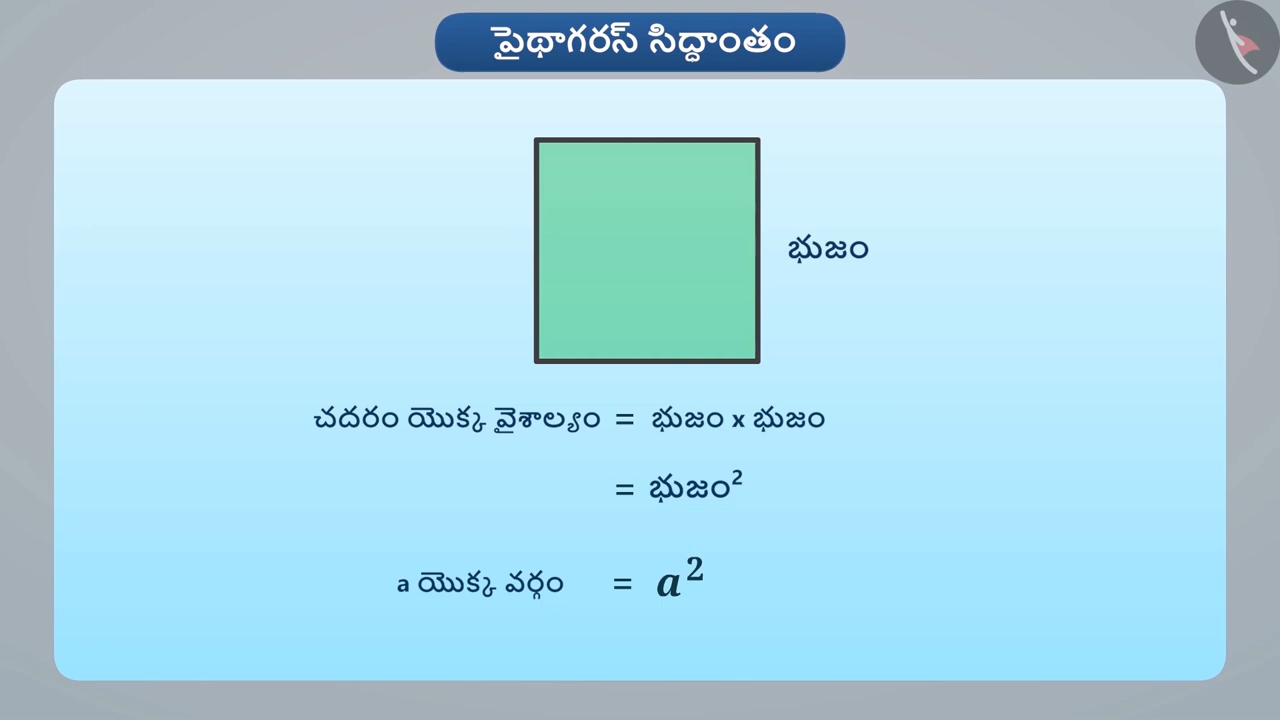 పైథాగరస్ సిద్ధాంతం
భుజం
చదరం యొక్క వైశాల్యం = భుజం x భుజం
= భుజం²
a యొక్క వర్గం = a²